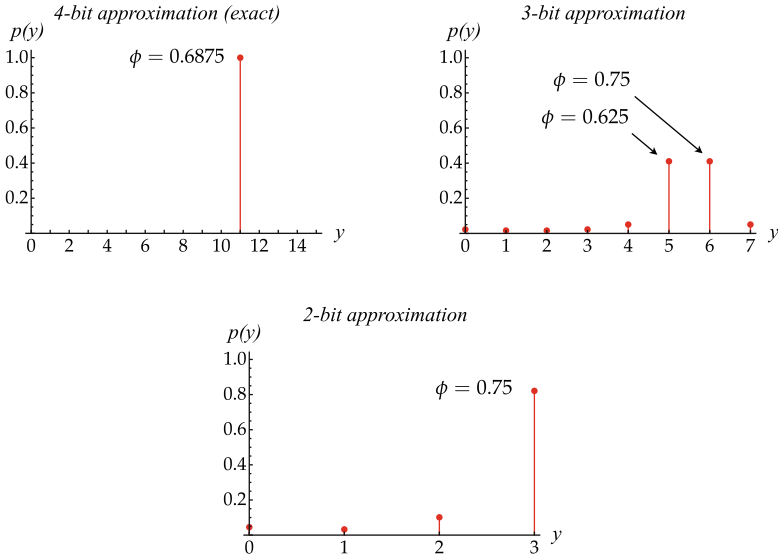 4-bit approximation (exact)
p(y)
1.0
0.8
0.6
0.4
0.2
ϕ = 0.6875
0 2 4 6 8 10 12 14 y
3-bit approximation
p(y)
1.0
0.8
0.6
0.4
0.2
ϕ = 0.75
ϕ = 0.625
0 1 2 3 4 5 6 7 y
2-bit approximation
p(y)
1.0
0.8
0.6
0.4
0.2
ϕ = 0.75
0 1 2 3 y